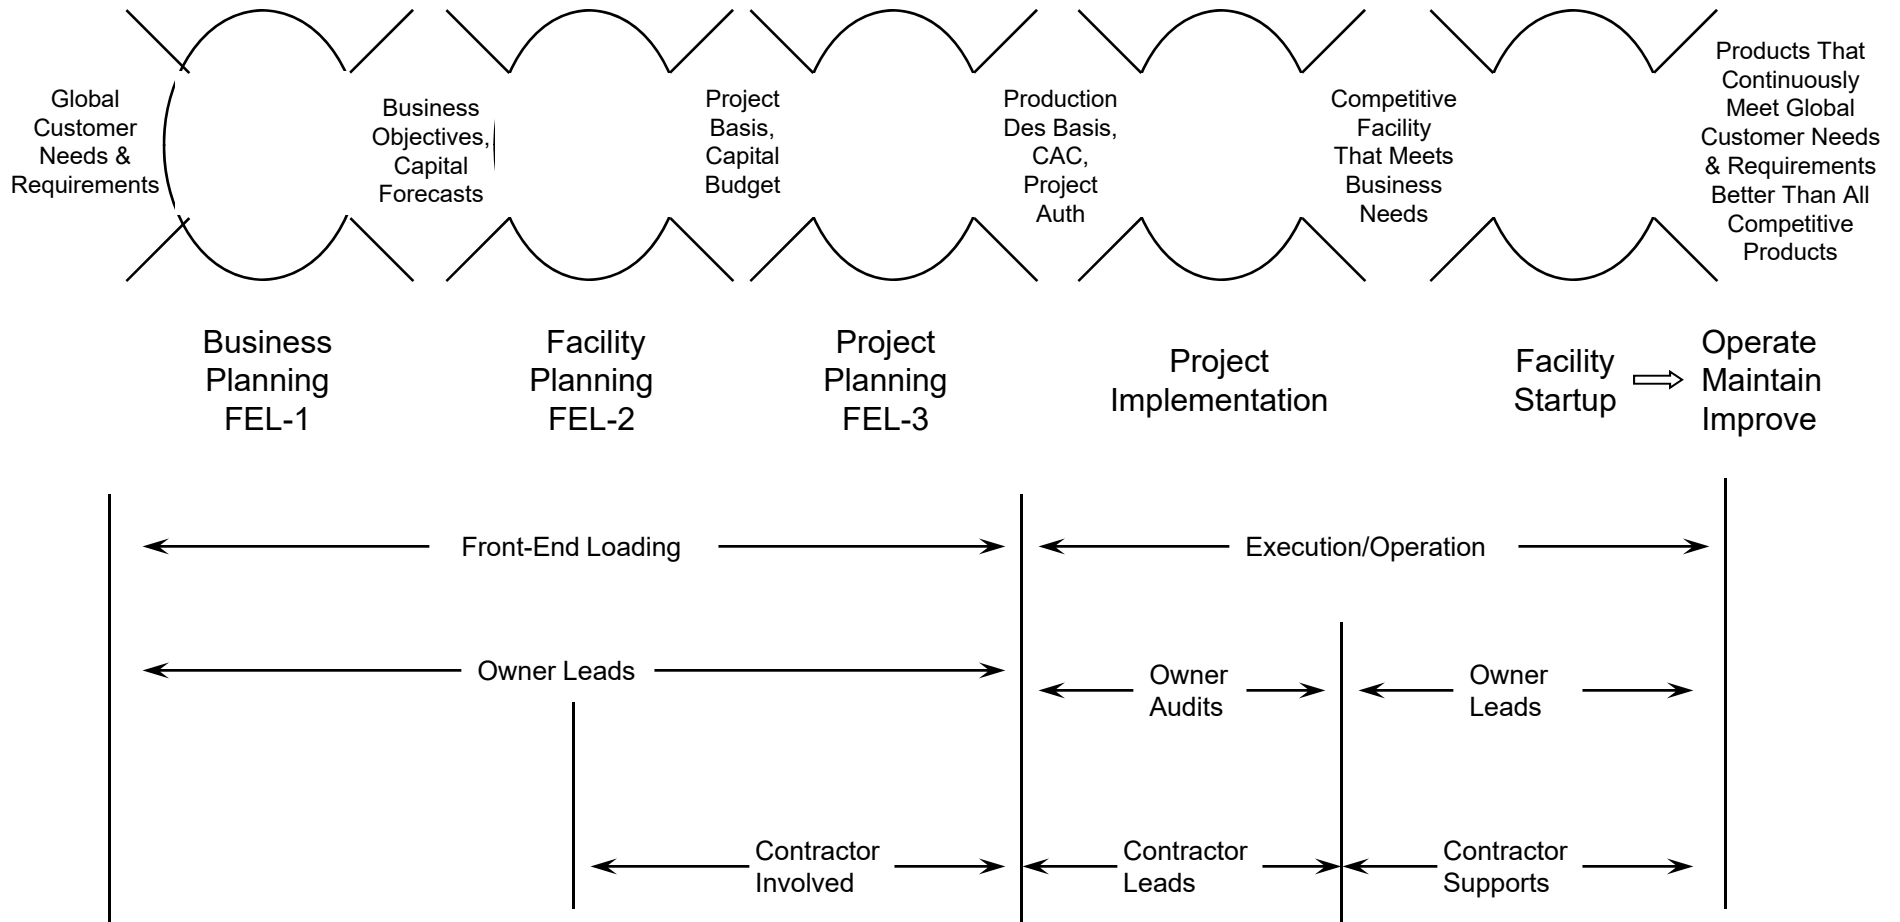 Global
Customer
Needs &
Requirements
Business
Objectives,
Capital
Forecasts
Project
Basis,
Capital
Budget
Production
Des Basis,
CAC,
Project
Auth
Competitive
Facility
That Meets
Business
Needs
Products That
Continuously
Meet Global
Customer Needs
& Requirements
Better Than All
Competitive
Products
Business
Planning
FEL-1
Facility
Planning
FEL-2
Project
Planning
FEL-3
Project
Implementation
Facility
Startup
Operate
Maintain
Improve
Front-End Loading
Execution/Operation
Owner Leads
Owner
Audits
Owner
Leads
Contractor
Involved
Contractor
Leads
Contractor
Supports